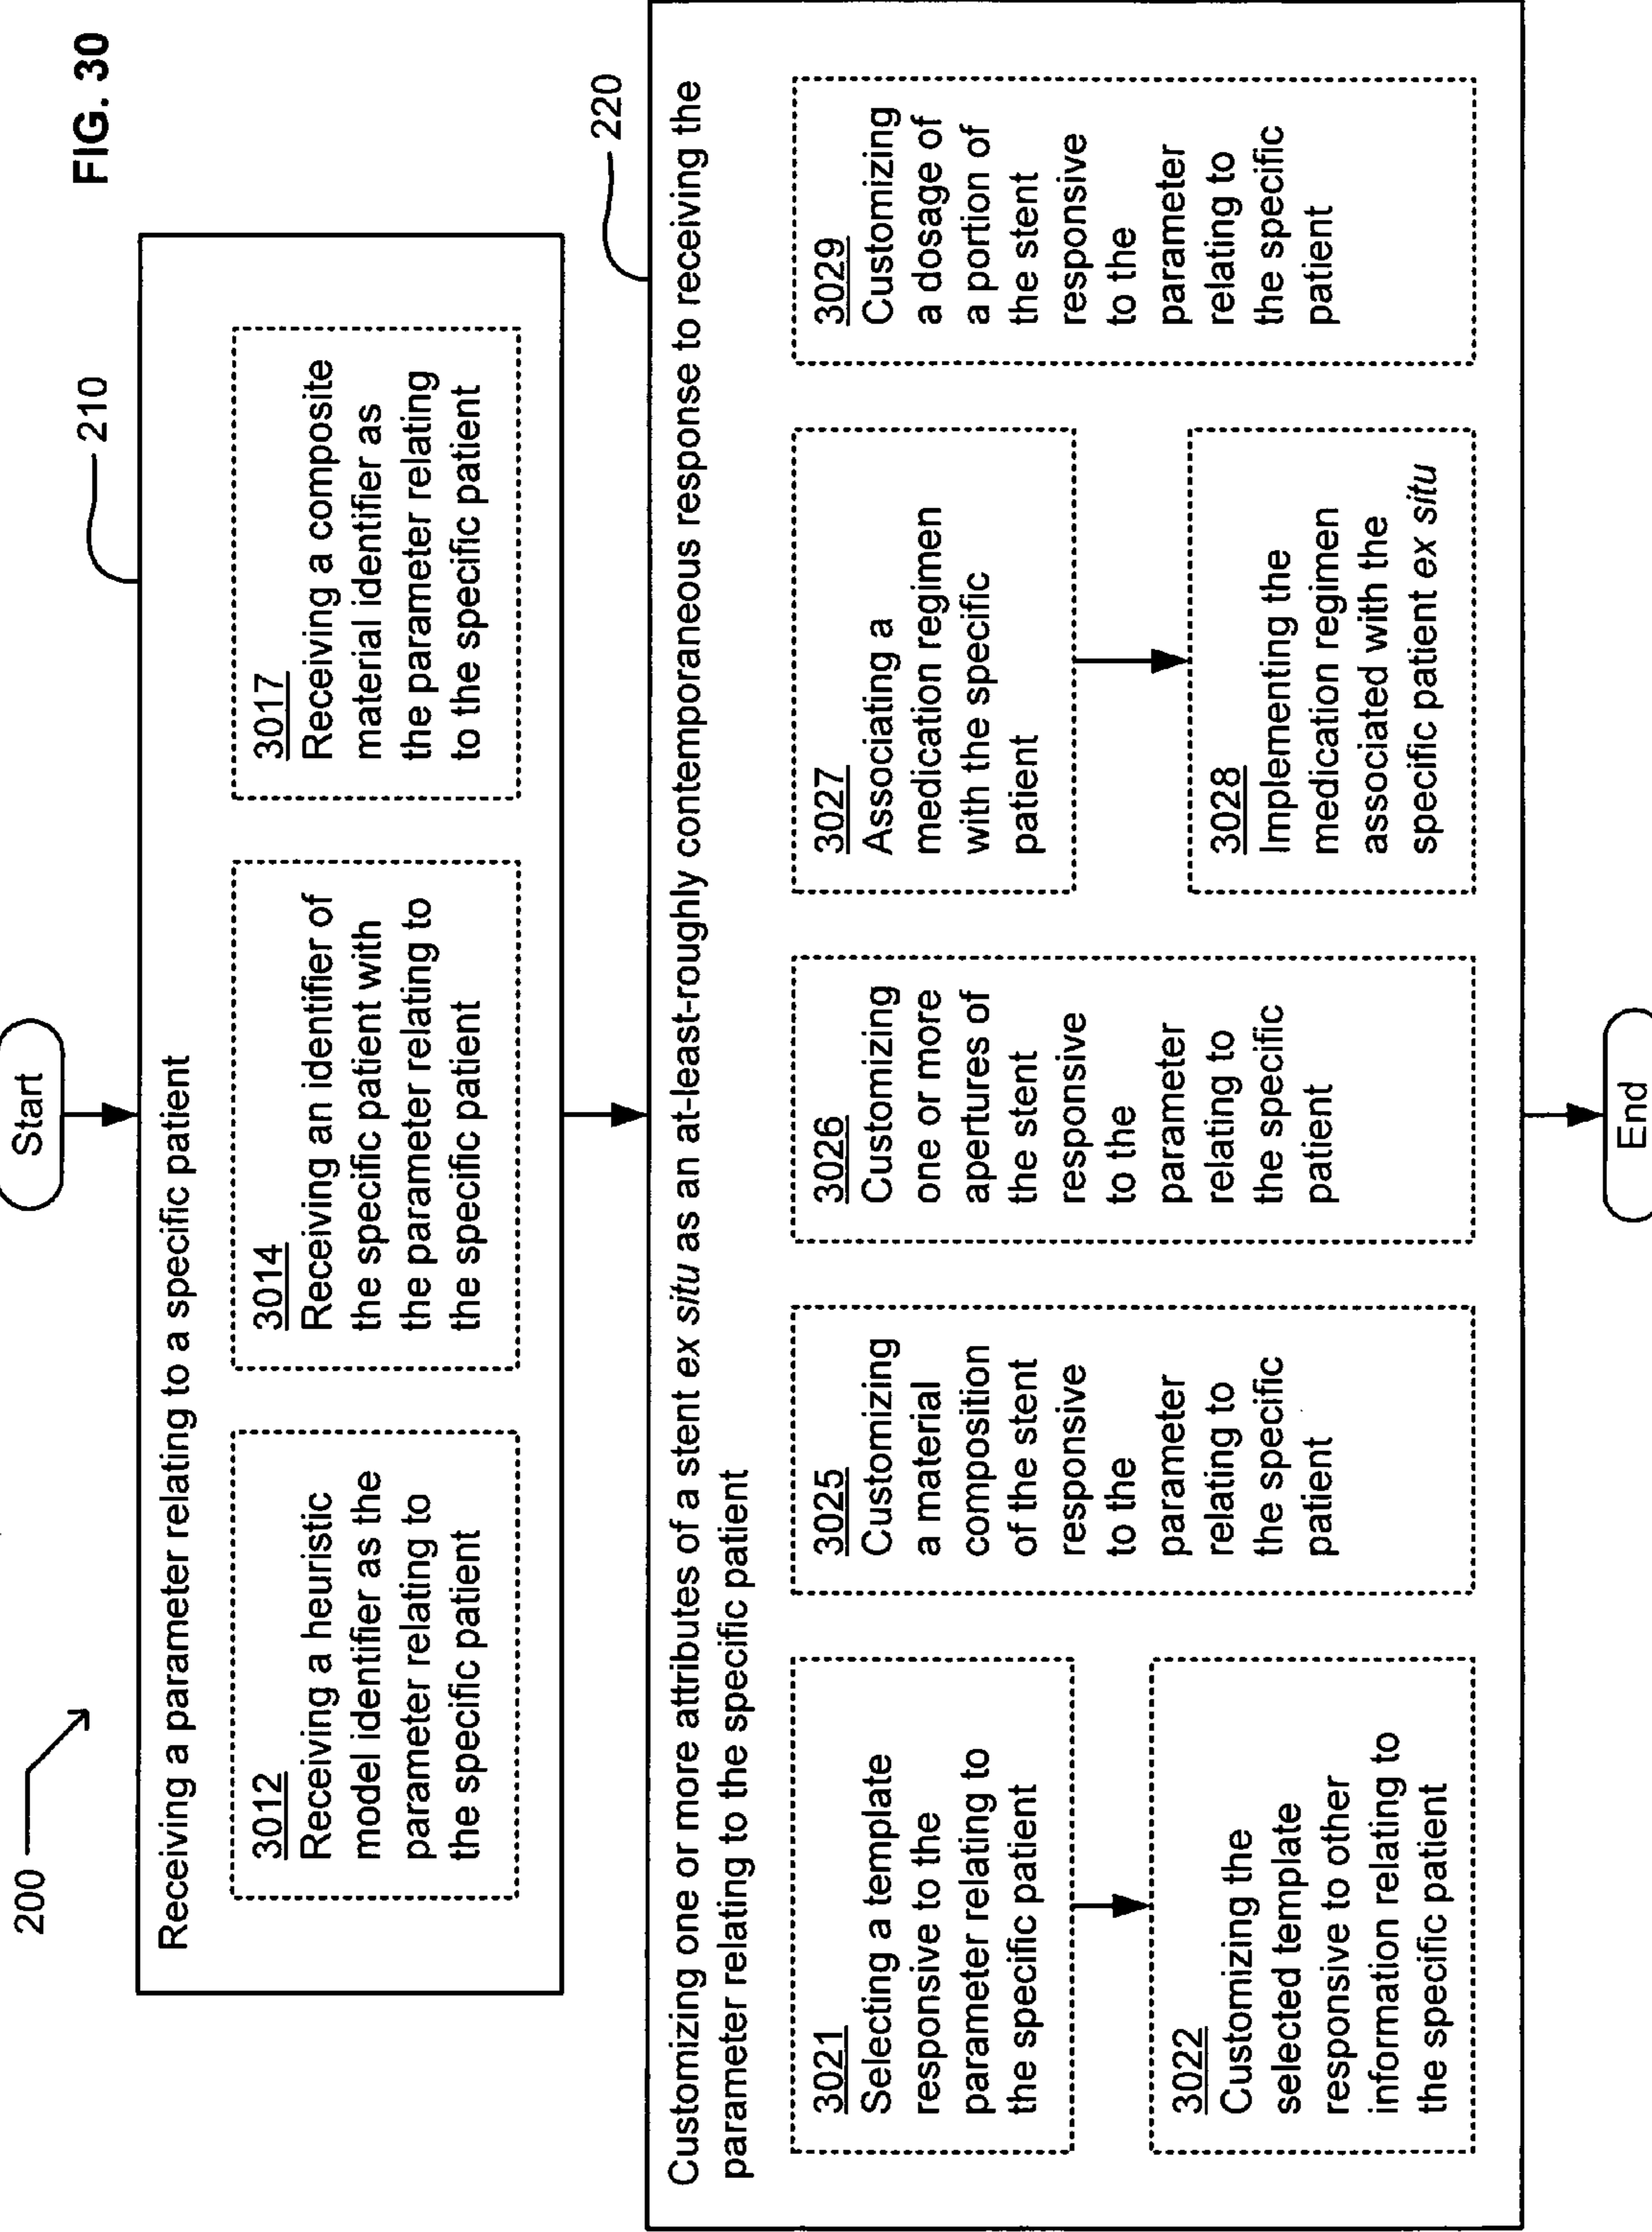 FIG. 30
200
Start
210
Receiving a parameter relating to a specific patient
3012
Receiving a heuristic
model identifier as the
parameter relating to
the specific patient
3014
Receiving an identifier of
the specific patient with
the parameter relating to
the specific patient
3017
Receiving a composite
material identifier as
the parameter relating
to the specific patient
220
Customizing one or more attributes of a stent ex situ as an at-least-roughly contemporaneous response to receiving the
parameter relating to the specific patient
3021
Selecting a template
responsive to the
parameter relating to
the specific patient
3022
Customizing the
selected template
responsive to other
information relating to
the specific patient
3025
Customizing
a material
composition
of the stent
responsive
to the
parameter
relating to
the specific
patient
3026
Customizing
one or more
apertures of
the stent
responsive
to the
parameter
relating to
the specific
patient
3027
Associating a
medication regimen
with the specific
patient
3028
Implementing the
medication regimen
associated with the
specific patient ex situ
3029
Customizing
a dosage of
a portion of
the stent
responsive
to the
parameter
relating to
the specific
patient
End